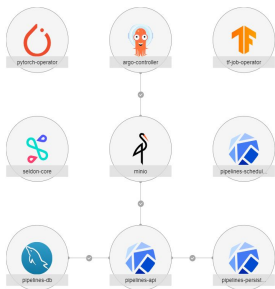 pytorch-operator
argo-controller
tf-job-operator
seldon-core
minio
pipelines-schedul...
pipelines-db
pipelines-api
pipelines-persist...